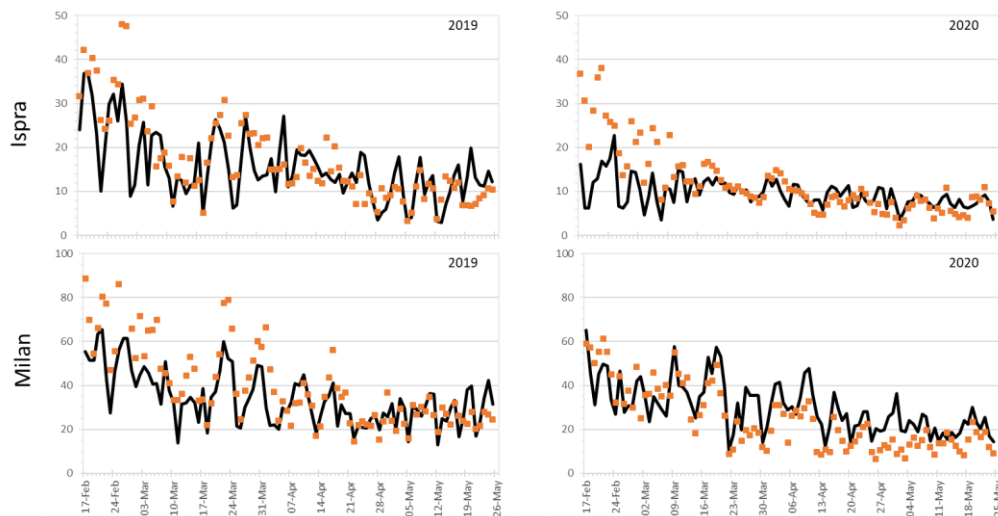 50
40
30
20
10
0
2019
Ispra
50
40
30
20
10
0
2020
100
80
60
40
20
0
2019
Milan
17-Feb
24-Feb
03-Mar
10-Mar
17-Mar
24-Mar
31-Mar
07-Apr
14-Apr
21-Apr
28-Apr
05-May
12-May
19-May
26-May
100
80
60
40
20
0
2020
17-Feb
24-Feb
02-Mar
09-Mar
16-Mar
23-Mar
30-Mar
06-Apr
13-Apr
20-Apr
27-Apr
04-May
11-May
18-May
25-May